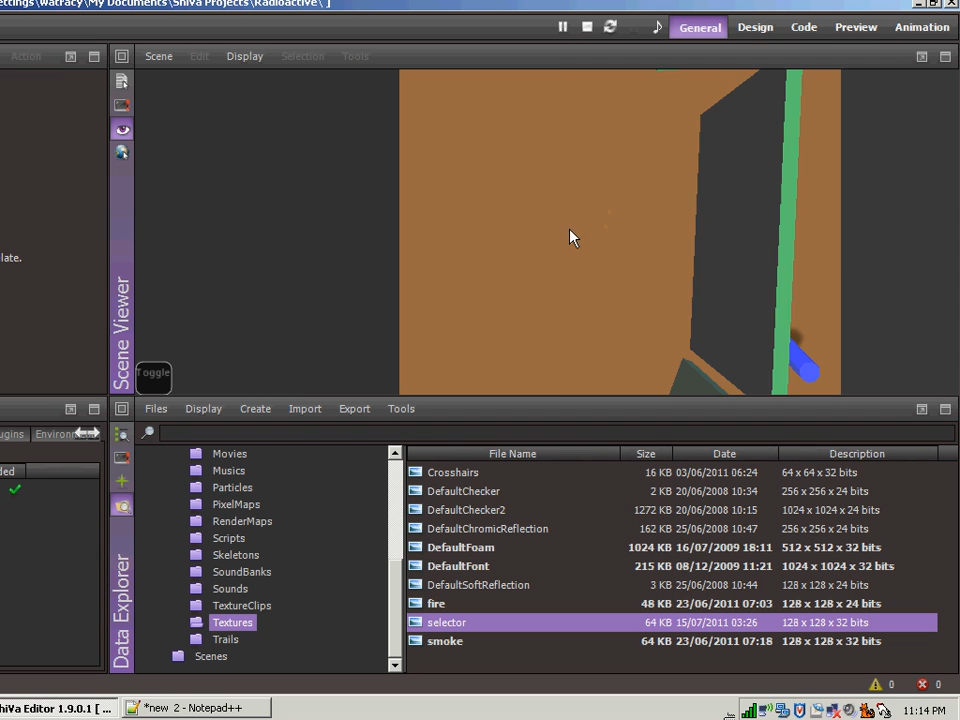 ettings\watracy\My Documents\ShiVa Projects\Radioactive\ ]
General Design Code Preview Animation
Action Scene Edit Display Selection Tools
late.
Scene Viewer
Toggle
Files Display Create Import Export Tools
ugins Environm
ded
Data Explorer
Movies
Musics
Particles
PixelMaps
RenderMaps
Scripts
Skeletons
SoundBanks
Sounds
TextureClips
Textures
Trails
Scenes
File Name Size Date Description
Crosshairs 16 KB 03/06/2011 06:24 64 x 64 x 32 bits
DefaultChecker 2 KB 20/06/2008 10:34 256 x 256 x 24 bits
DefaultChecker2 1272 KB 20/06/2008 10:15 1024 x 1024 x 24 bits
DefaultChromicReflection 162 KB 25/06/2008 10:47 256 x 256 x 24 bits
DefaultFoam 1024 KB 16/07/2009 18:11 512 x 512 x 32 bits
DefaultFont 215 KB 08/12/2009 11:21 1024 x 1024 x 32 bits
DefaultSoftReflection 3 KB 25/06/2008 10:44 128 x 128 x 24 bits
fire 48 KB 23/06/2011 07:03 128 x 128 x 24 bits
selector 64 KB 15/07/2011 03:26 128 x 128 x 32 bits
smoke 64 KB 23/06/2011 07:18 128 x 128 x 32 bits
0 0
hiVa Editor 1.9.0.1 [ ... *new 2 - Notepad++ 11:14 PM